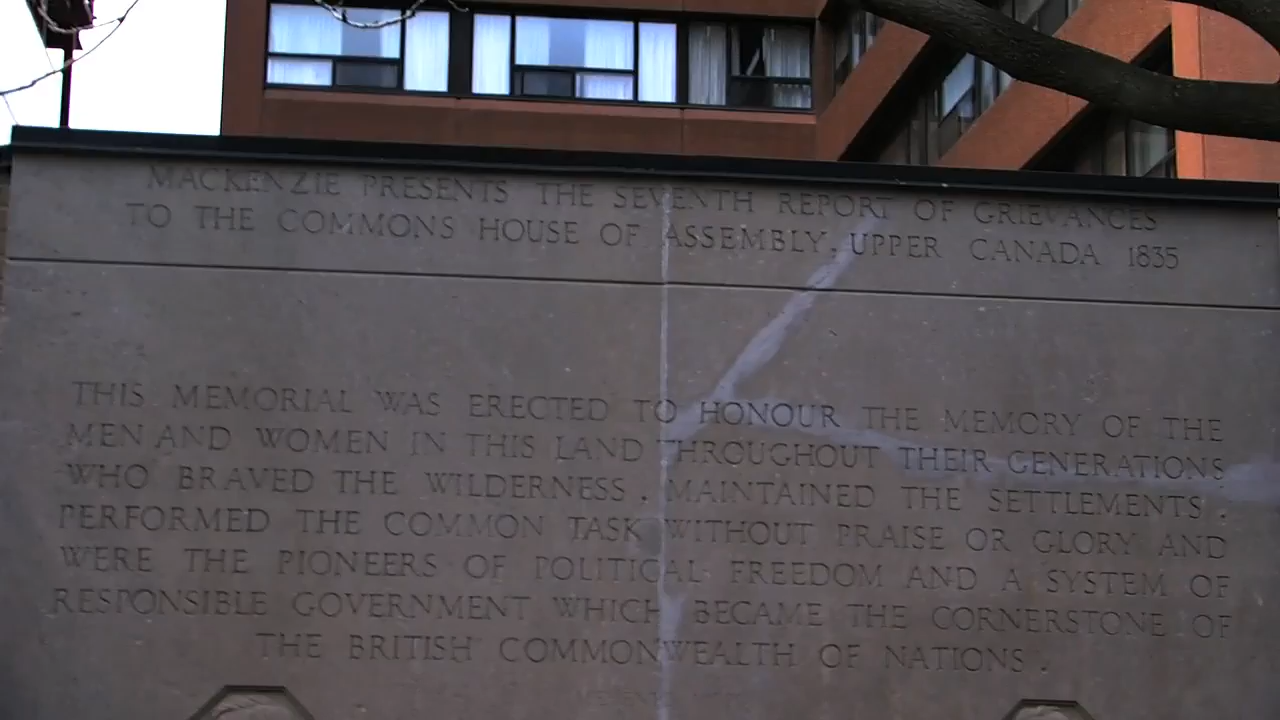 MACKENZIE PRESENTS THE SEVENTH REPORT OF GRIEVANCES
TO THE COMMONS HOUSE OF ASSEMBLY, UPPER CANADA 1835
THIS MEMORIAL WAS ERECTED TO HONOUR THE MEMORY OF THE
MEN AND WOMEN IN THIS LAND THROUGHOUT THEIR GENERATIONS
WHO BRAVED THE WILDERNESS, MAINTAINED THE SETTLEMENTS,
PERFORMED THE COMMON TASK WITHOUT PRAISE OR GLORY AND
WERE THE PIONEERS OF POLITICAL FREEDOM AND A SYSTEM OF
RESPONSIBLE GOVERNMENT WHICH BECAME THE CORNERSTONE OF
THE BRITISH COMMONWEALTH OF NATIONS.